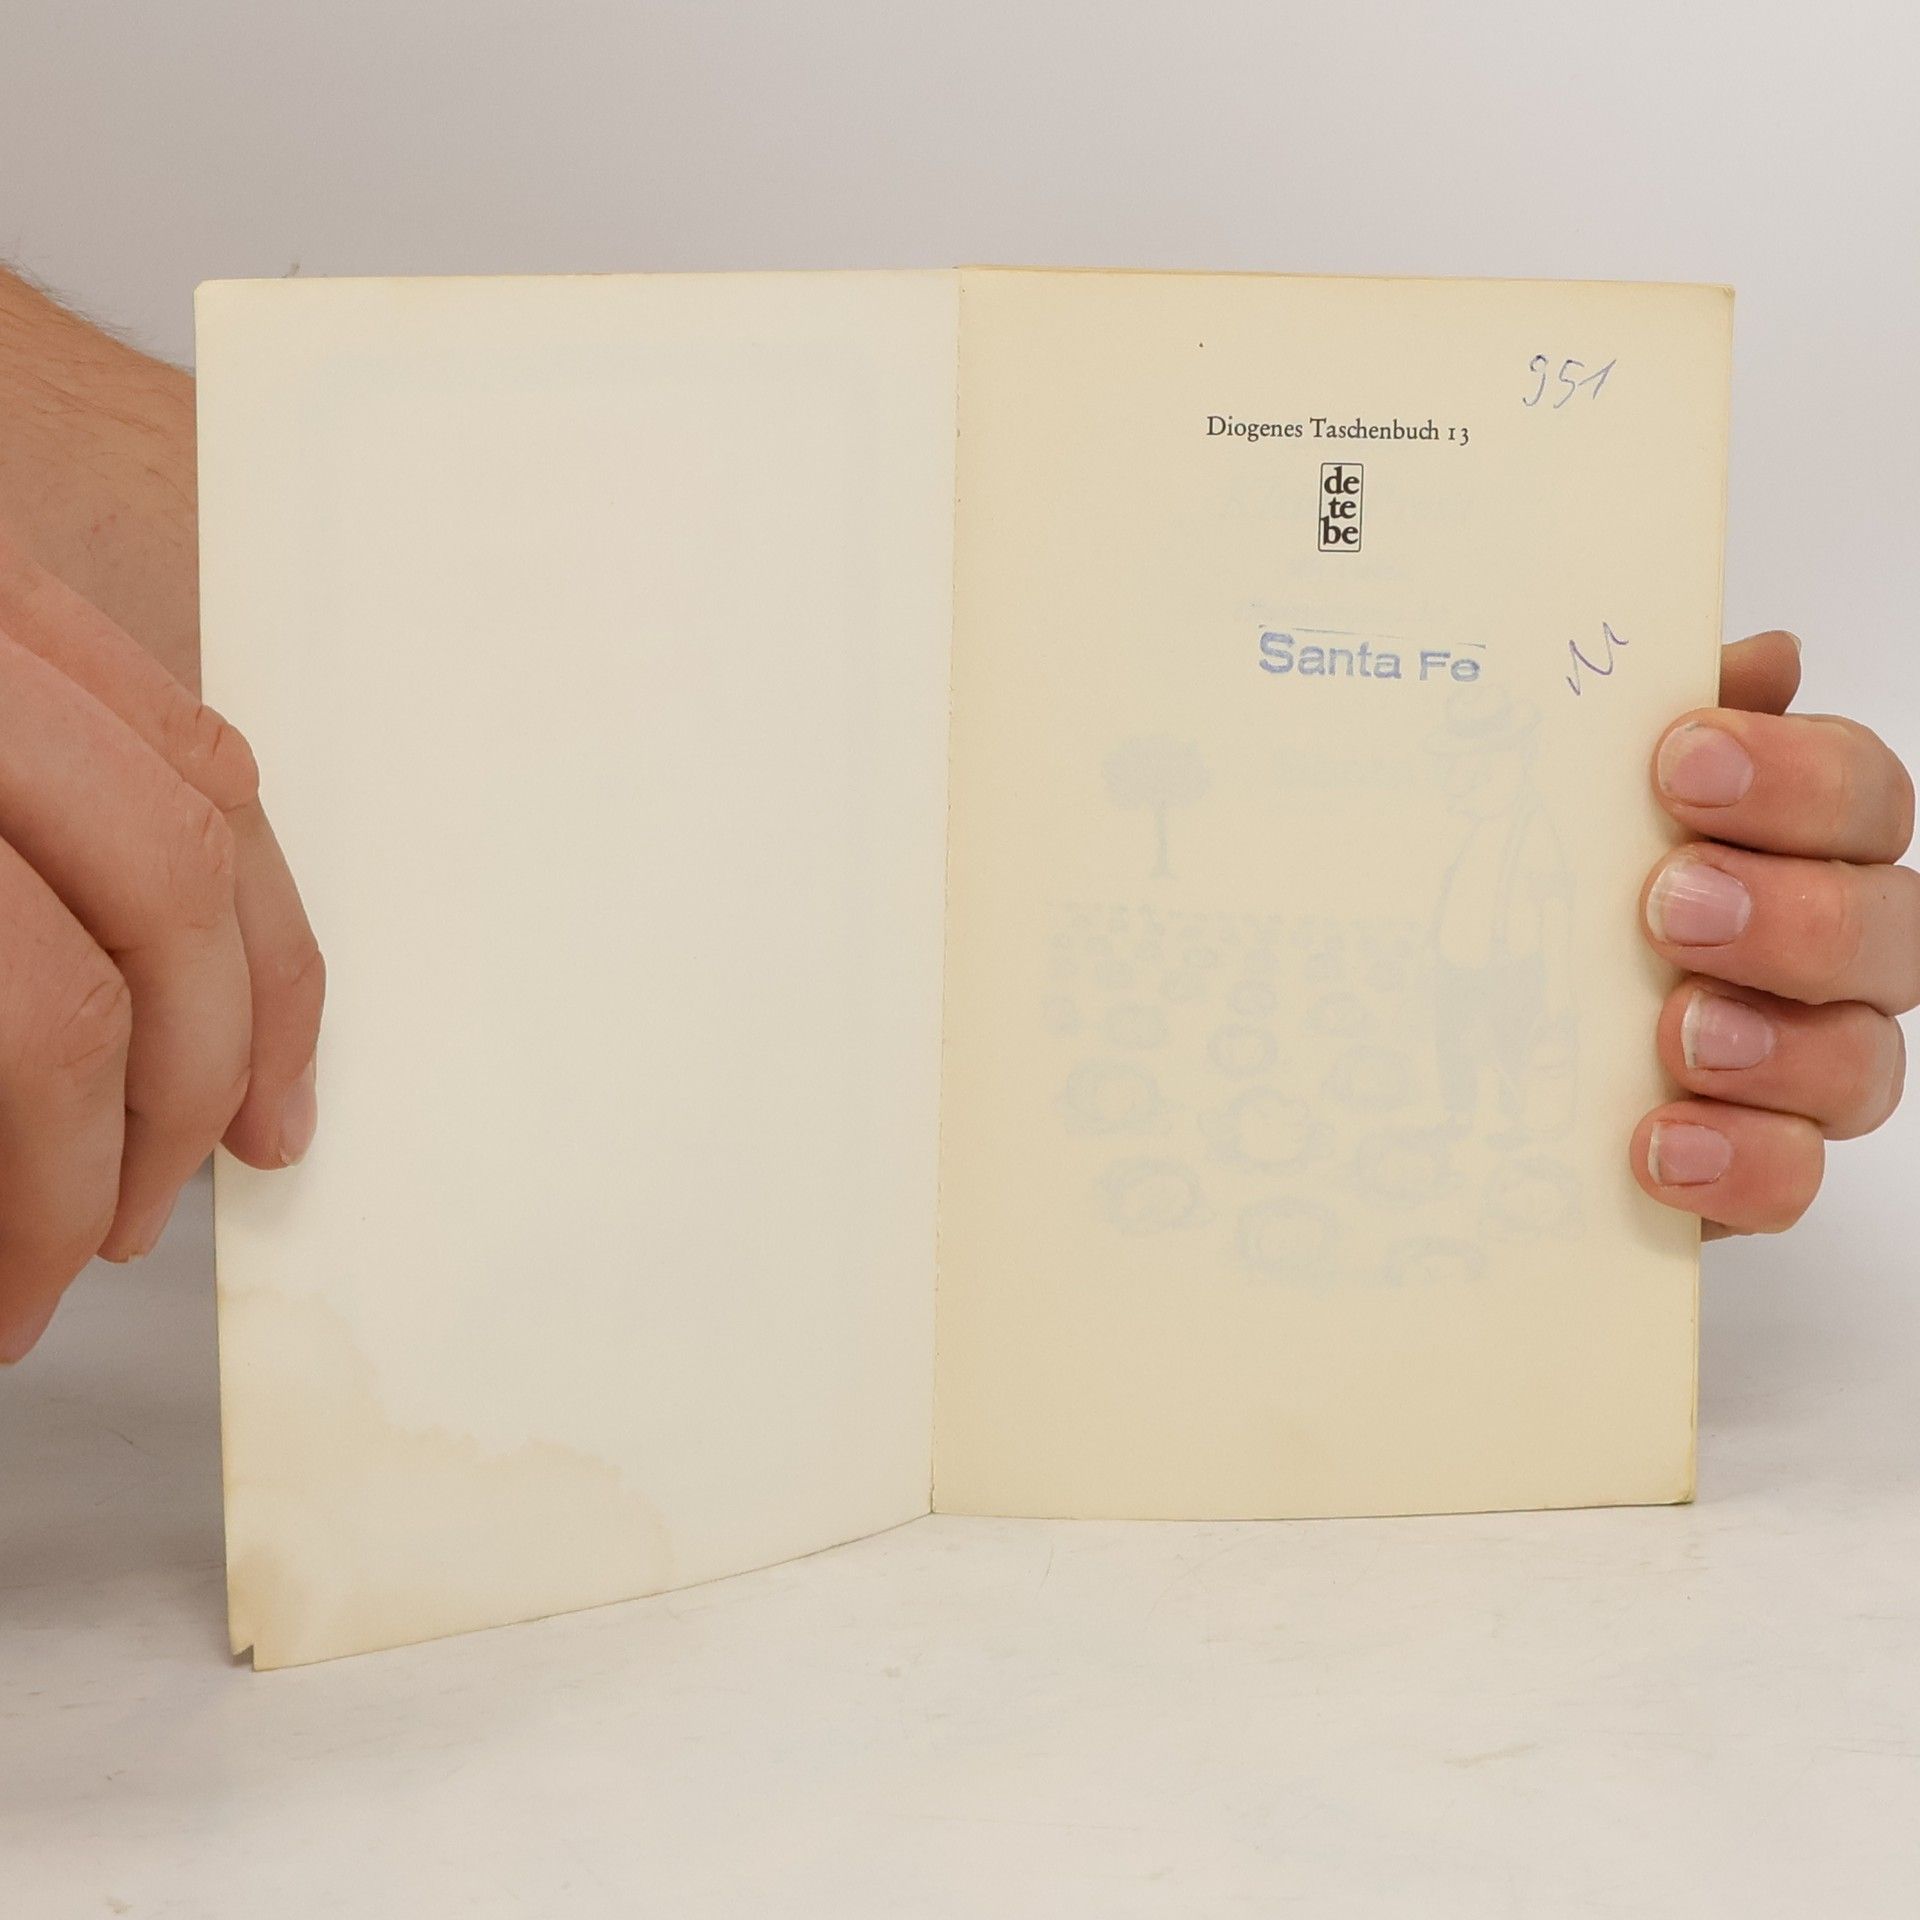 951
Diogenes Taschenbuch 13
de
te
be
Santa Fe